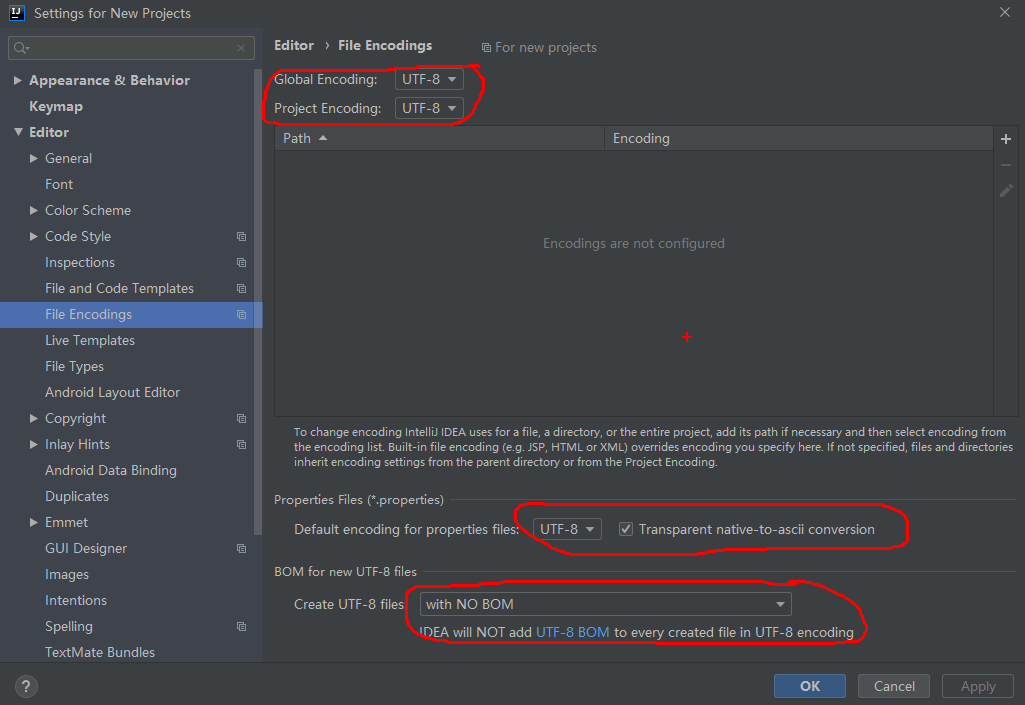 Settings for New Projects
Appearance & Behavior
Keymap
Editor
General
Font
Color Scheme
Code Style
Inspections
File and Code Templates
File Encodings
Live Templates
File Types
Android Layout Editor
Copyright
Inlay Hints
Android Data Binding
Duplicates
Emmet
GUI Designer
Images
Intentions
Spelling
TextMate Bundles
Editor › File Encodings For new projects
Global Encoding: UTF-8
Project Encoding: UTF-8
Path Encoding
Encodings are not configured
To change encoding IntelliJ IDEA uses for a file, a directory, or the entire project, add its path if necessary and then select encoding from
the encoding list. Built-in file encoding (e.g. JSP, HTML or XML) overrides encoding you specify here. If not specified, files and directories
inherit encoding settings from the parent directory or from the Project Encoding.
Properties Files (*.properties)
Default encoding for properties files: UTF-8 Transparent native-to-ascii conversion
BOM for new UTF-8 files
Create UTF-8 files: with NO BOM
IDEA will NOT add UTF-8 BOM to every created file in UTF-8 encoding
? OK Cancel Apply